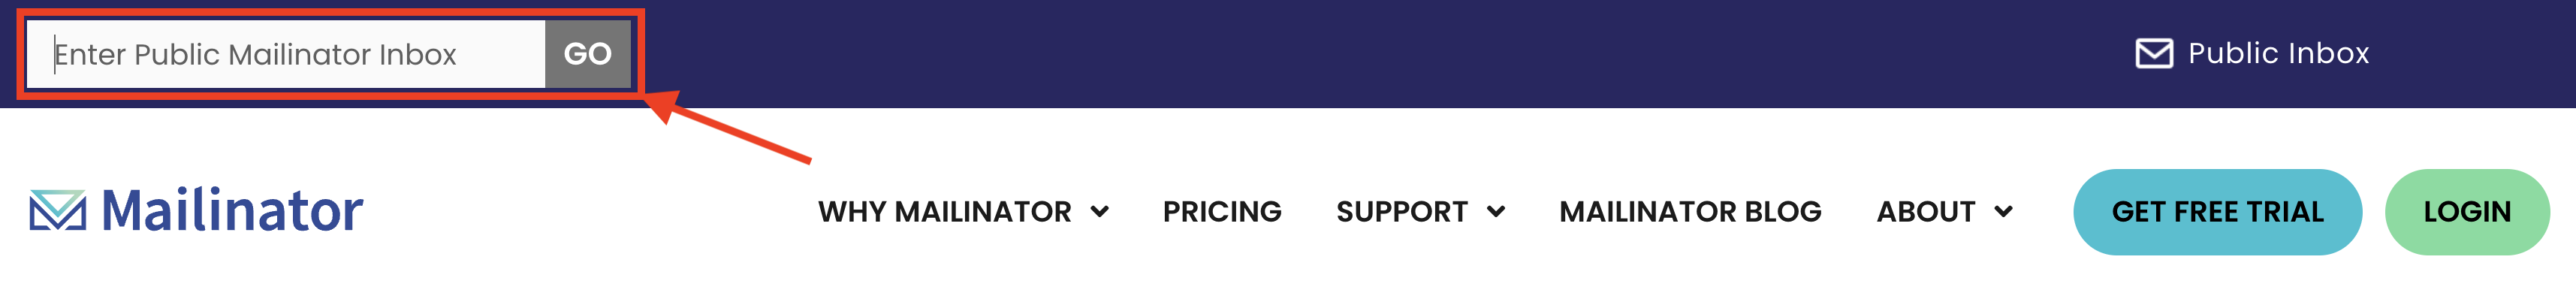 Enter Public Mailinator Inbox GO Public Inbox
Mailinator WHY MAILINATOR PRICING SUPPORT MAILINATOR BLOG ABOUT GET FREE TRIAL LOGIN